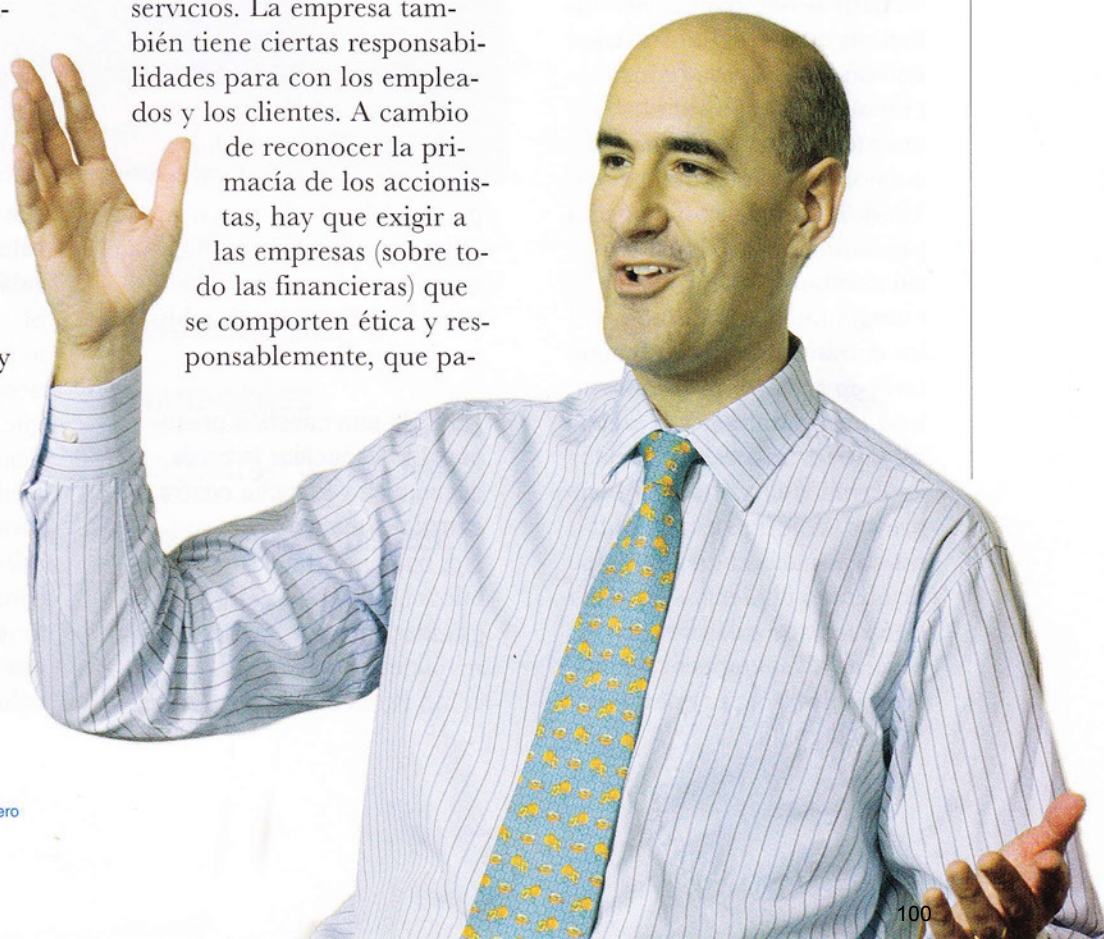 servicios. La empresa tam-
bién tiene ciertas responsabi-
lidades para con los emplea-
dos y los clientes. A cambio
de reconocer la pri-
macía de los accionis-
tas, hay que exigir a
las empresas (sobre to-
do las financieras) que
se comporten ética y res-
ponsablemente, que pa-
y
ero
100